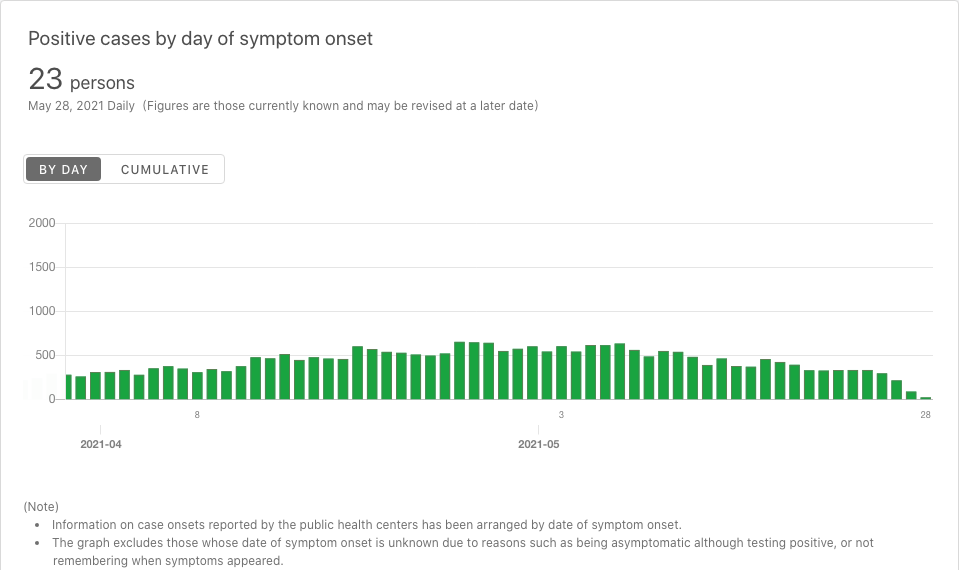 Positive cases by day of symptom onset
23 persons
May 28, 2021 Daily (Figures are those currently known and may be revised at a later date)
BY DAY CUMULATIVE
2000
1500
1000
500
0
8 3 28
2021-04 2021-05
(Note)
• Information on case onsets reported by the public health centers has been arranged by date of symptom onset.
• The graph excludes those whose date of symptom onset is unknown due to reasons such as being asymptomatic although testing positive, or not
remembering when symptoms appeared.